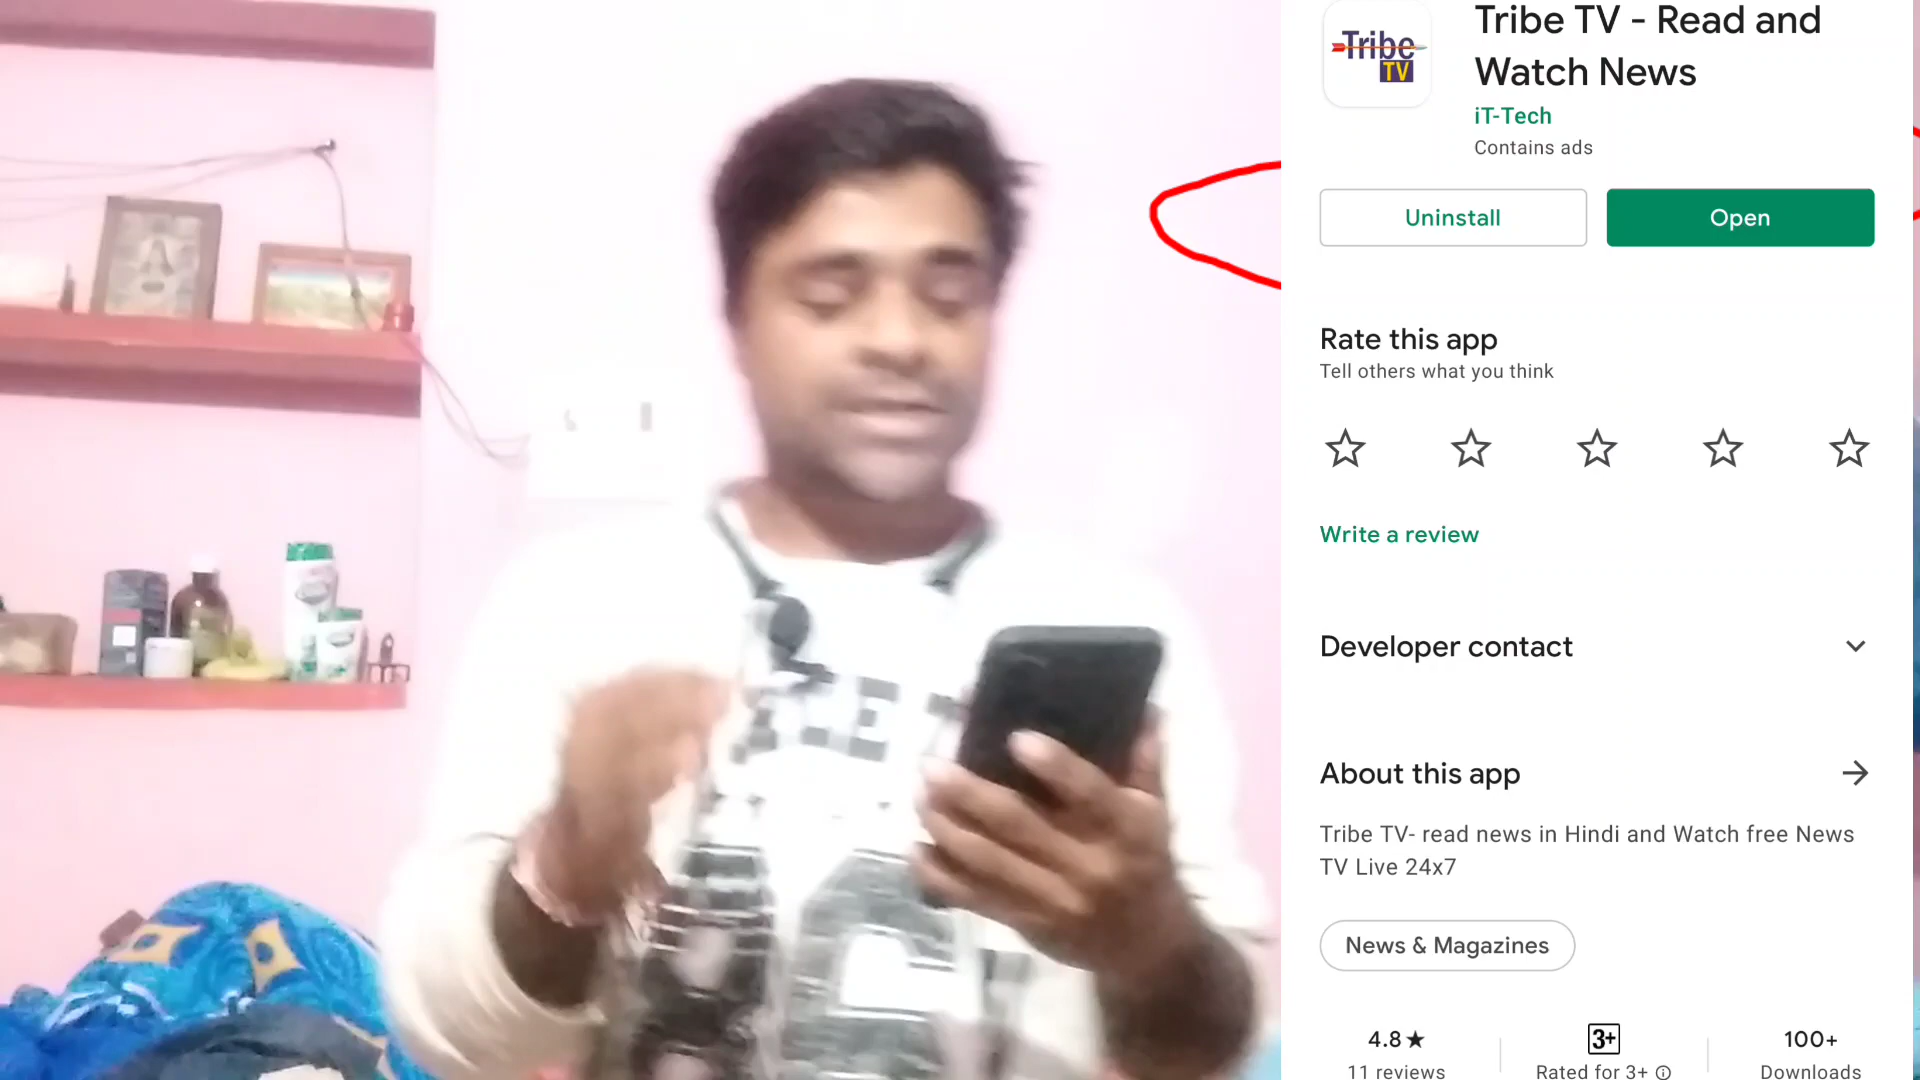 Tribe
TV
Tribe TV - Read and
Watch News
iT-Tech
Contains ads
Uninstall
Open
Rate this app
Tell others what you think
Write a review
Developer contact
About this app
Tribe TV- read news in Hindi and Watch free News
TV Live 24x7
News & Magazines
4.8★
3+
100+
11 reviews
Rated for 3+
Downloads